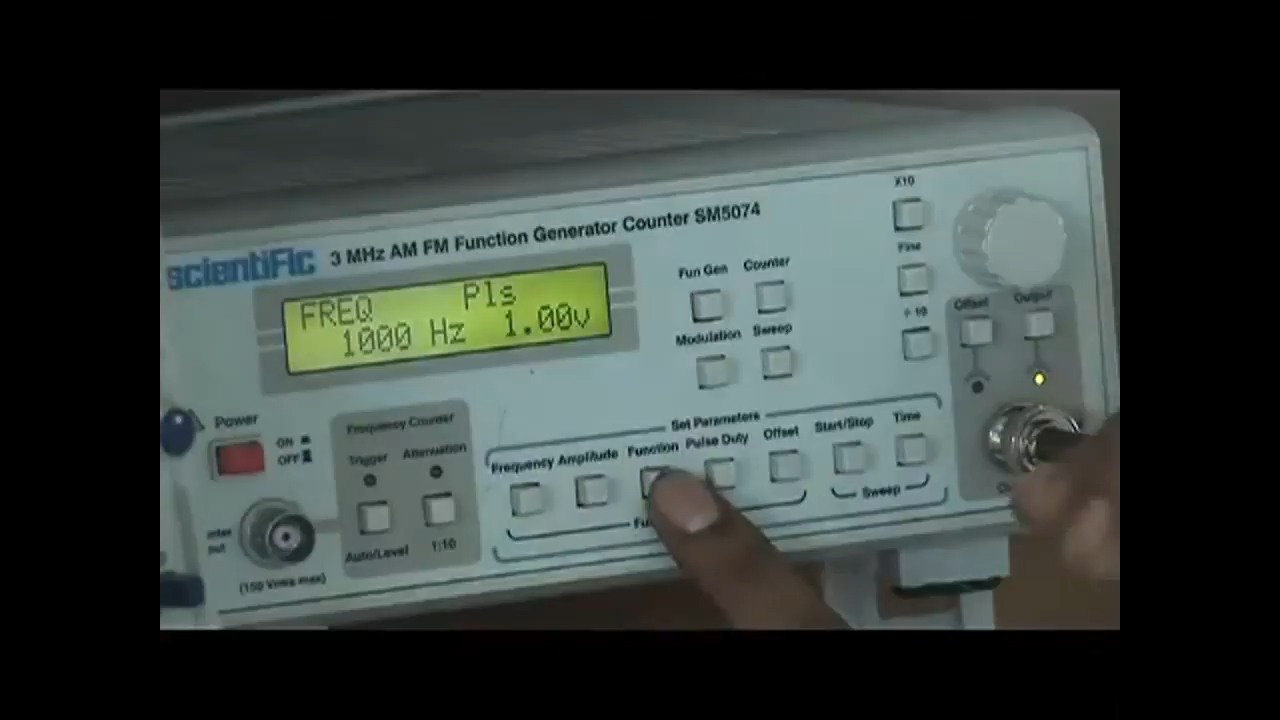 scientiFic 3 MHz AM FM Function Generator Counter SM5074
FREQ Pls
1000 Hz 1.00v
Fun Gen Counter
Modulation Sweep
X10
Fine
÷10
Offset Output
Power
ON
OFF
Frequency Counter
Trigger Attenuation
Auto/Level 1:10
(150 Vrms max)
Set Parameters
Frequency Amplitude Function Pulse Duty Offset Start/Stop Time
Sweep